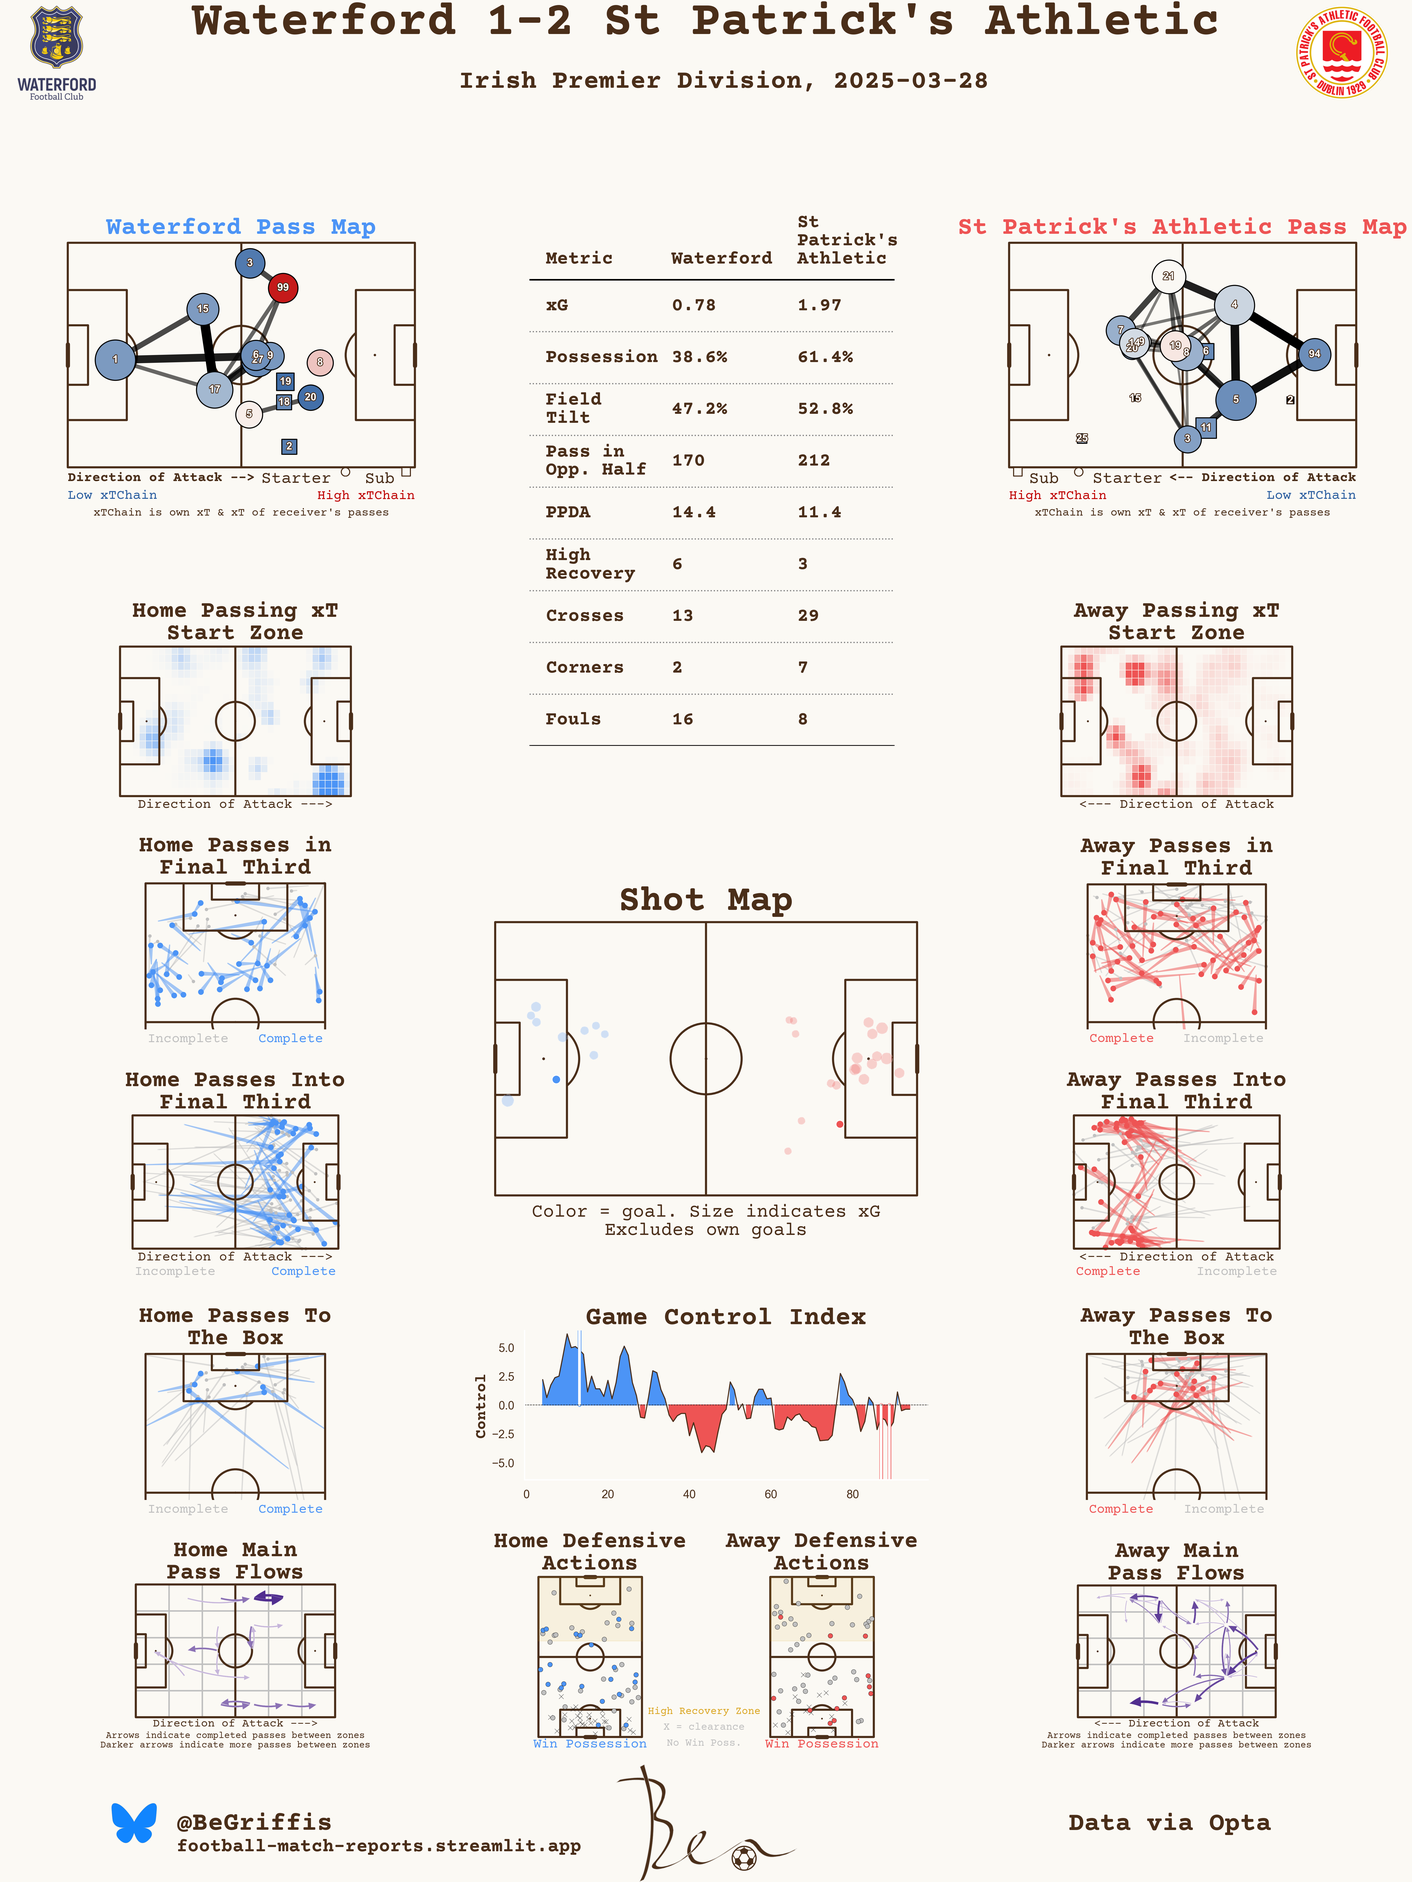 Waterford 1-2 St Patrick's Athletic
Irish Premier Division, 2025-03-28
WATERFORD
Football Club
ST PATRICK'S ATHLETIC FOOTBALL CLUB
DUBLIN 1929
Waterford Pass Map
3
99
15
1
6
27
9
8
17
19
18
20
5
2
Direction of Attack --> Starter Sub
Low xTChain High xTChain
xTChain is own xT & xT of receiver's passes
Metric Waterford St Patrick's Athletic
xG 0.78 1.97
Possession 38.6% 61.4%
Field Tilt 47.2% 52.8%
Pass in Opp. Half 170 212
PPDA 14.4 11.4
High Recovery 6 3
Crosses 13 29
Corners 2 7
Fouls 16 8
St Patrick's Athletic Pass Map
21
4
7
20
19
8
6
94
15
5
2
11
3
25
Sub Starter <-- Direction of Attack
High xTChain Low xTChain
xTChain is own xT & xT of receiver's passes
Home Passing xT
Start Zone
Direction of Attack --->
Away Passing xT
Start Zone
<--- Direction of Attack
Home Passes in
Final Third
Incomplete Complete
Away Passes in
Final Third
Complete Incomplete
Shot Map
Color = goal. Size indicates xG
Excludes own goals
Home Passes Into
Final Third
Direction of Attack --->
Incomplete Complete
Away Passes Into
Final Third
<--- Direction of Attack
Complete Incomplete
Home Passes To
The Box
Incomplete Complete
Game Control Index
Control
5.0
2.5
0.0
−2.5
−5.0
0 20 40 60 80
Away Passes To
The Box
Complete Incomplete
Home Main
Pass Flows
Direction of Attack --->
Arrows indicate completed passes between zones
Darker arrows indicate more passes between zones
Home Defensive
Actions
Win Possession
High Recovery Zone
X = clearance
No Win Poss.
Away Defensive
Actions
Win Possession
Away Main
Pass Flows
<--- Direction of Attack
Arrows indicate completed passes between zones
Darker arrows indicate more passes between zones
@BeGriffis
football-match-reports.streamlit.app
Ben
Data via Opta